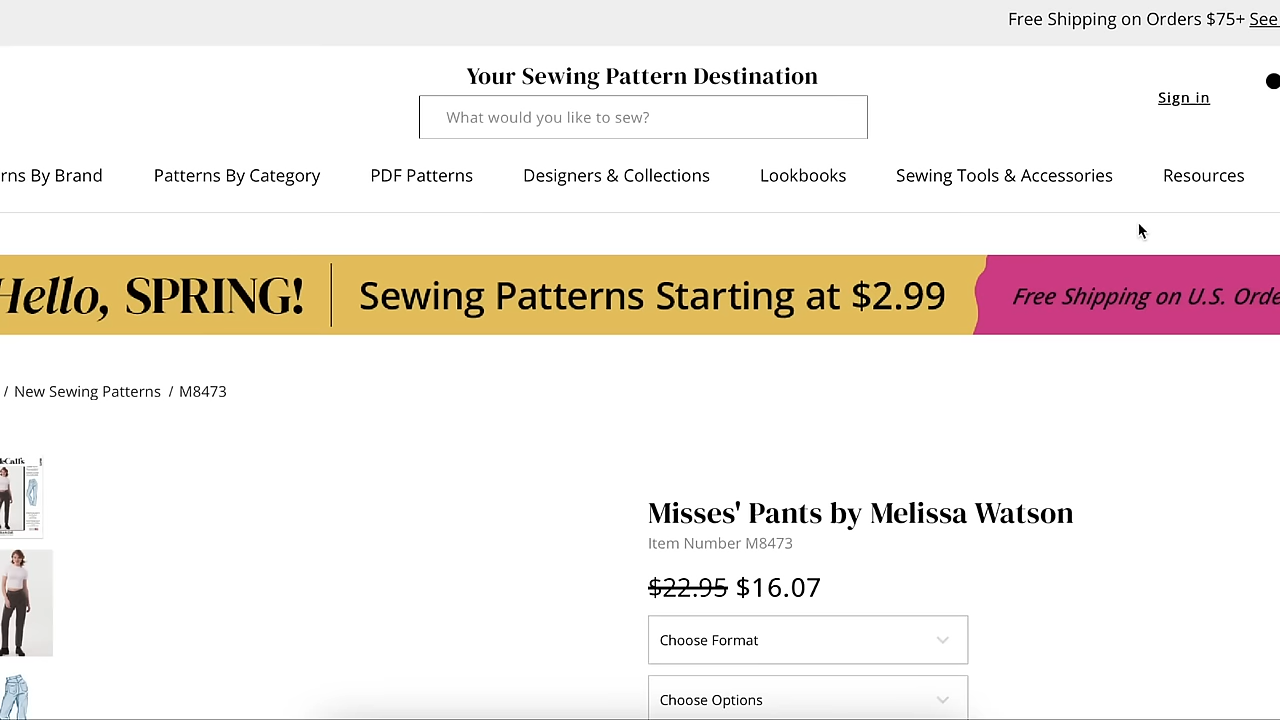 Free Shipping on Orders $75+ See
Your Sewing Pattern Destination
What would you like to sew?
Sign in
rns By Brand Patterns By Category PDF Patterns Designers & Collections Lookbooks Sewing Tools & Accessories Resources
Hello, SPRING! Sewing Patterns Starting at $2.99 Free Shipping on U.S. Orde
/ New Sewing Patterns / M8473
Misses' Pants by Melissa Watson
Item Number M8473
$22.95 $16.07
Choose Format
Choose Options